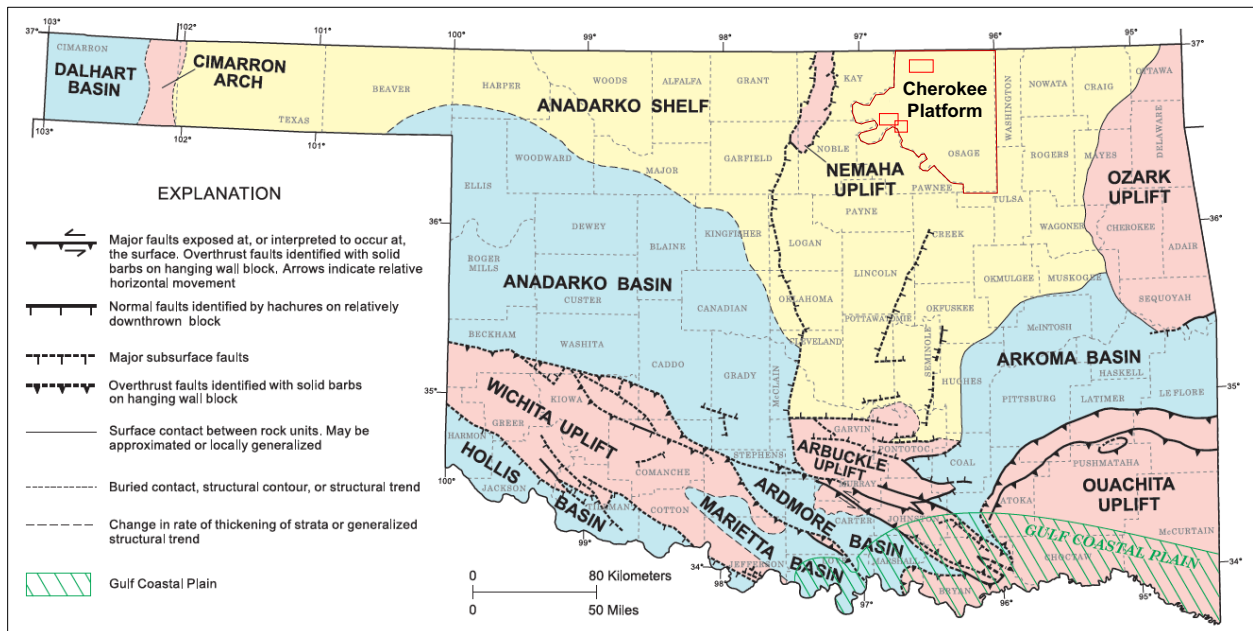 103°
102°
101°
100°
99°
98°
97°
96°
95°
37°
37°
CIMARRON
DALHART
BASIN
CIMARRON
ARCH
TEXAS
BEAVER
HARPER
WOODS
ALFALFA
GRANT
KAY
WASHINGTON
NOWATA
CRAIG
OTTAWA
Cherokee
Platform
ANADARKO SHELF
103°
102°
101°
WOODWARD
MAJOR
GARFIELD
NOBLE
OSAGE
ROGERS
MAYES
DELAWARE
NEMAHA
UPLIFT
PAWNEE
OZARK
UPLIFT
ELLIS
TULSA
PAYNE
36°
36°
DEWEY
BLAINE
KINGFISHER
LOGAN
CREEK
WAGONER
CHEROKEE
ADAIR
ROGER
MILLS
ANADARKO BASIN
CUSTER
CANADIAN
OKLAHOMA
LINCOLN
OKMULGEE
MUSKOGEE
OKFUSKEE
SEQUOYAH
BECKHAM
WASHITA
CADDO
GRADY
CLEVELAND
POTTAWATOMIE
SEMINOLE
McINTOSH
ARKOMA BASIN
HASKELL
35°
35°
McCLAIN
HUGHES
PITTSBURG
LATIMER
LE FLORE
WICHITA UPLIFT
KIOWA
GREER
HARMON
JACKSON
HOLLIS
BASIN
100°
99°
TILLMAN
COMANCHE
COTTON
STEPHENS
GARVIN
PONTOTOC
ARBUCKLE
UPLIFT
MURRAY
COAL
ATOKA
PUSHMATAHA
OUACHITA
UPLIFT
McCURTAIN
ARDMORE
BASIN
CARTER
JOHNSTON
MARIETTA
BASIN
JEFFERSON
LOVE
MARSHALL
BRYAN
CHOCTAW
GULF COASTAL PLAIN
34°
34°
98°
97°
96°
95°
EXPLANATION
Major faults exposed at, or interpreted to occur at,
the surface. Overthrust faults identified with solid
barbs on hanging wall block. Arrows indicate relative
horizontal movement
Normal faults identified by hachures on relatively
downthrown block
Major subsurface faults
Overthrust faults identified with solid barbs
on hanging wall block
Surface contact between rock units. May be
approximated or locally generalized
Buried contact, structural contour, or structural trend
Change in rate of thickening of strata or generalized
structural trend
Gulf Coastal Plain
0 80 Kilometers
0 50 Miles